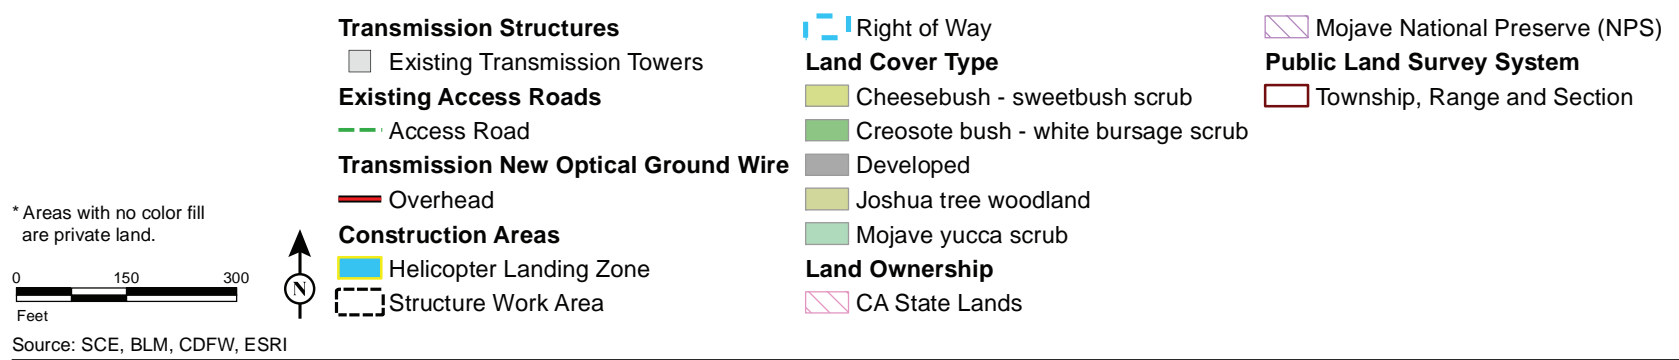 Transmission Structures
Existing Transmission Towers
Existing Access Roads
Access Road
Transmission New Optical Ground Wire
Overhead
Construction Areas
Helicopter Landing Zone
Structure Work Area
Right of Way
Land Cover Type
Cheesebush - sweetbush scrub
Creosote bush - white bursage scrub
Developed
Joshua tree woodland
Mojave yucca scrub
Land Ownership
CA State Lands
Mojave National Preserve (NPS)
Public Land Survey System
Township, Range and Section
* Areas with no color fill
are private land.
0 150 300
Feet
N
Source: SCE, BLM, CDFW, ESRI